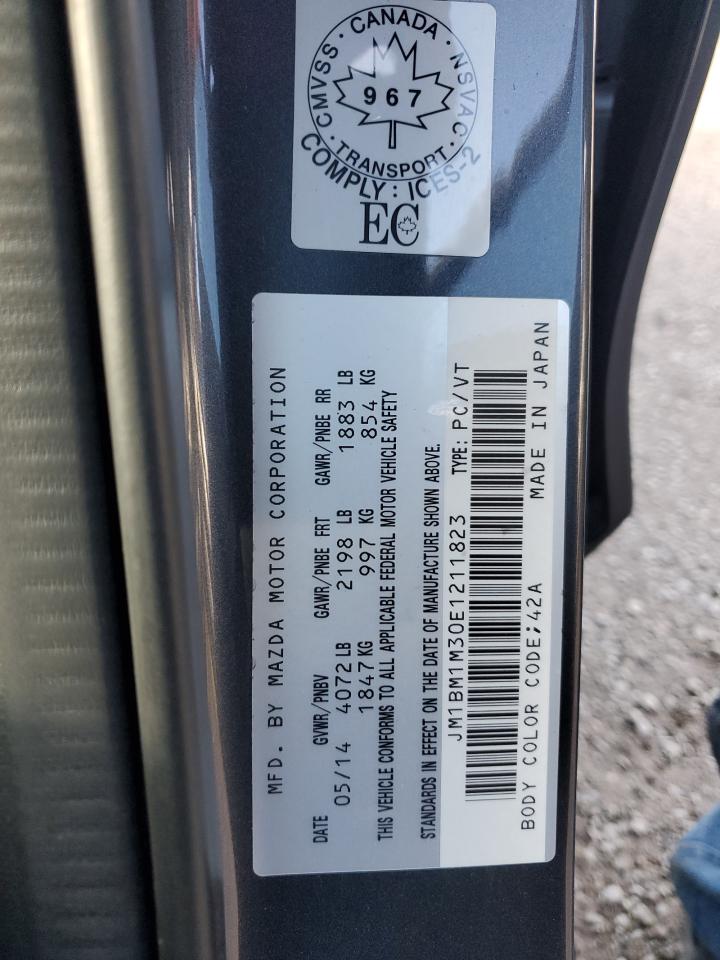 CMVSS · CANADA · NSVAC
967
· TRANSPORT ·
COMPLY: ICES-2
EC
MFD. BY MAZDA MOTOR CORPORATION
DATE GVWR/PNBV GAWR/PNBE FRT GAWR/PNBE RR
05/14 4072 LB 2198 LB 1883 LB
1847 KG 997 KG 854 KG
THIS VEHICLE CONFORMS TO ALL APPLICABLE FEDERAL MOTOR VEHICLE SAFETY
STANDARDS IN EFFECT ON THE DATE OF MANUFACTURE SHOWN ABOVE.
JM1BM1M30E1211823 TYPE: PC/VT
BODY COLOR CODE;42A MADE IN JAPAN